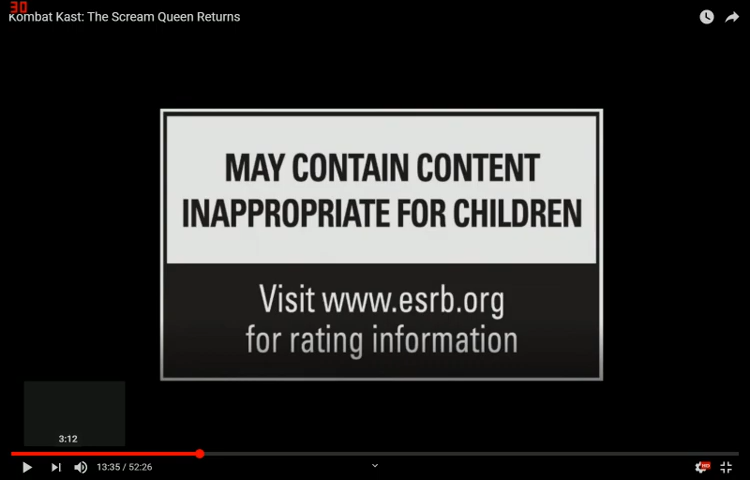 30
Kombat Kast: The Scream Queen Returns
MAY CONTAIN CONTENT
INAPPROPRIATE FOR CHILDREN
Visit www.esrb.org
for rating information
3:12
13:35 / 52:26
HD